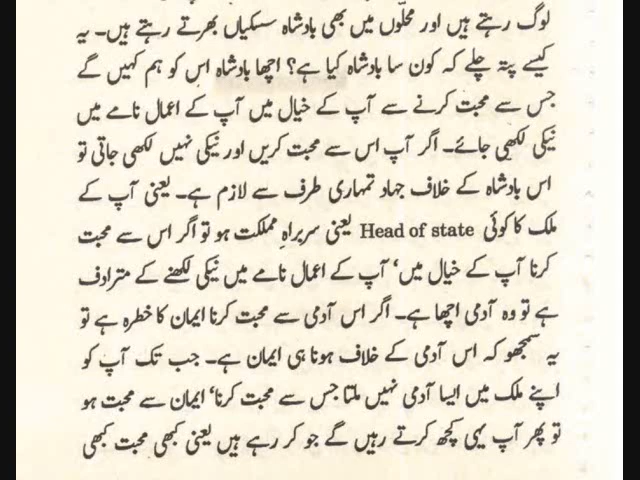 لوگ رہتے ہیں اور محلّوں میں بھی بادشاہ سسکیاں بھرتے رہتے ہیں۔ یہ
کیسے پتہ چلے کہ کون سا بادشاہ کیا ہے؟ اچھا بادشاہ اس کو ہم کہیں گے
جس سے محبت کرنے سے آپ کے خیال میں آپ کے اعمال نامے میں
نیکی لکھی جائے۔ اگر آپ اس سے محبت کریں اور نیکی نہیں لکھی جاتی تو
اس بادشاہ کے خلاف جہاد تمہاری طرف سے لازم ہے۔ یعنی آپ کے
ملک کا کوئی Head of state یعنی سربراہِ مملکت ہو تو اگر اس سے محبت
کرنا آپ کے خیال میں‘ آپ کے اعمال نامے میں نیکی لکھنے کے مترادف
ہے تو وہ آدمی اچھا ہے۔ اگر اس آدمی سے محبت کرنا ایمان کا خطرہ ہے تو
یہ سمجھو کہ اس آدمی کے خلاف ہونا ہی ایمان ہے۔ جب تک آپ کو
اپنے ملک میں ایسا آدمی نہیں ملتا جس سے محبت کرنا‘ ایمان سے محبت ہو
تو پھر آپ یہی کچھ کرتے رہیں گے جو کر رہے ہیں یعنی کبھی محبت کبھی